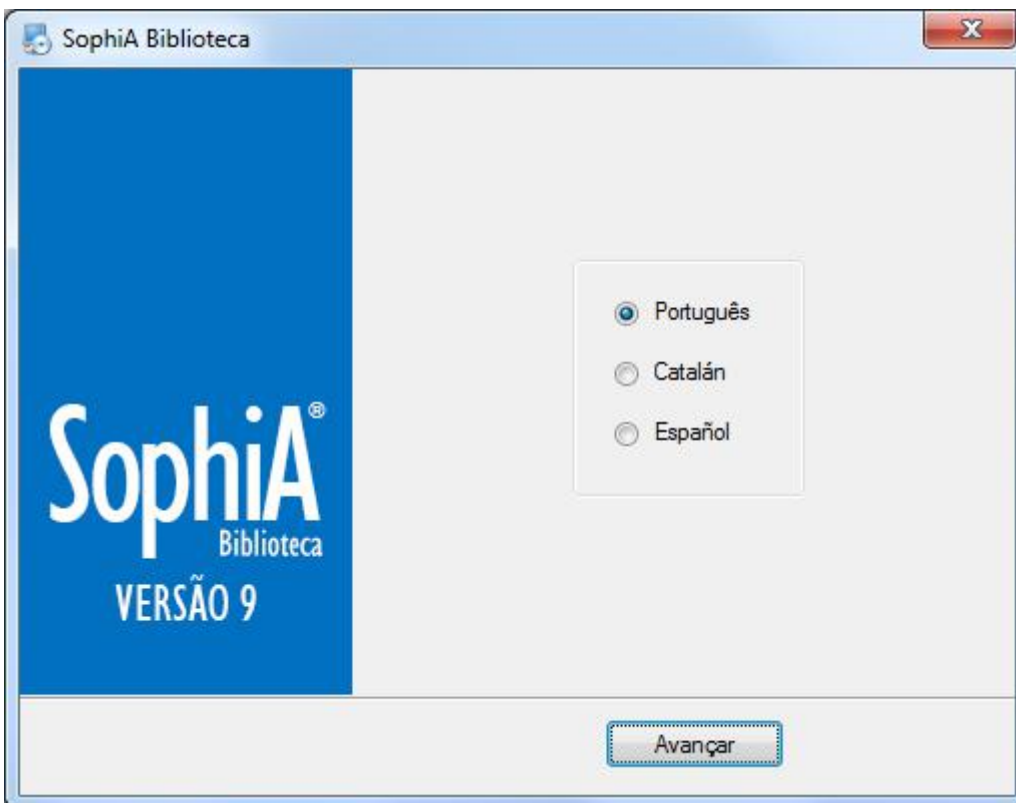 SophiA Biblioteca
X
Português
Catalán
Español
SophiA®
Biblioteca
VERSÃO 9
Avançar